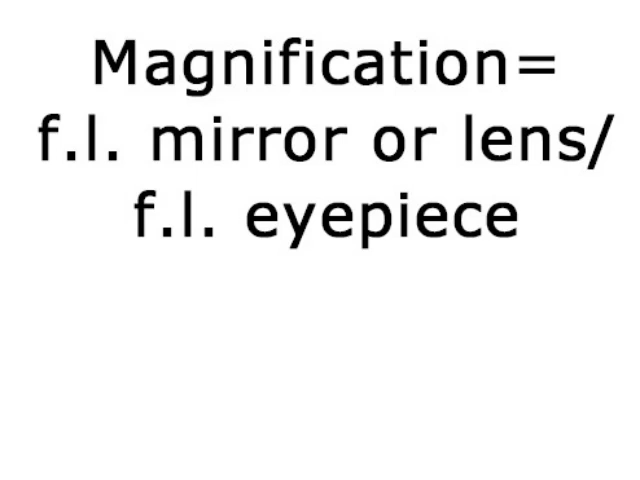 Magnification=
f.l. mirror or lens/
f.l. eyepiece